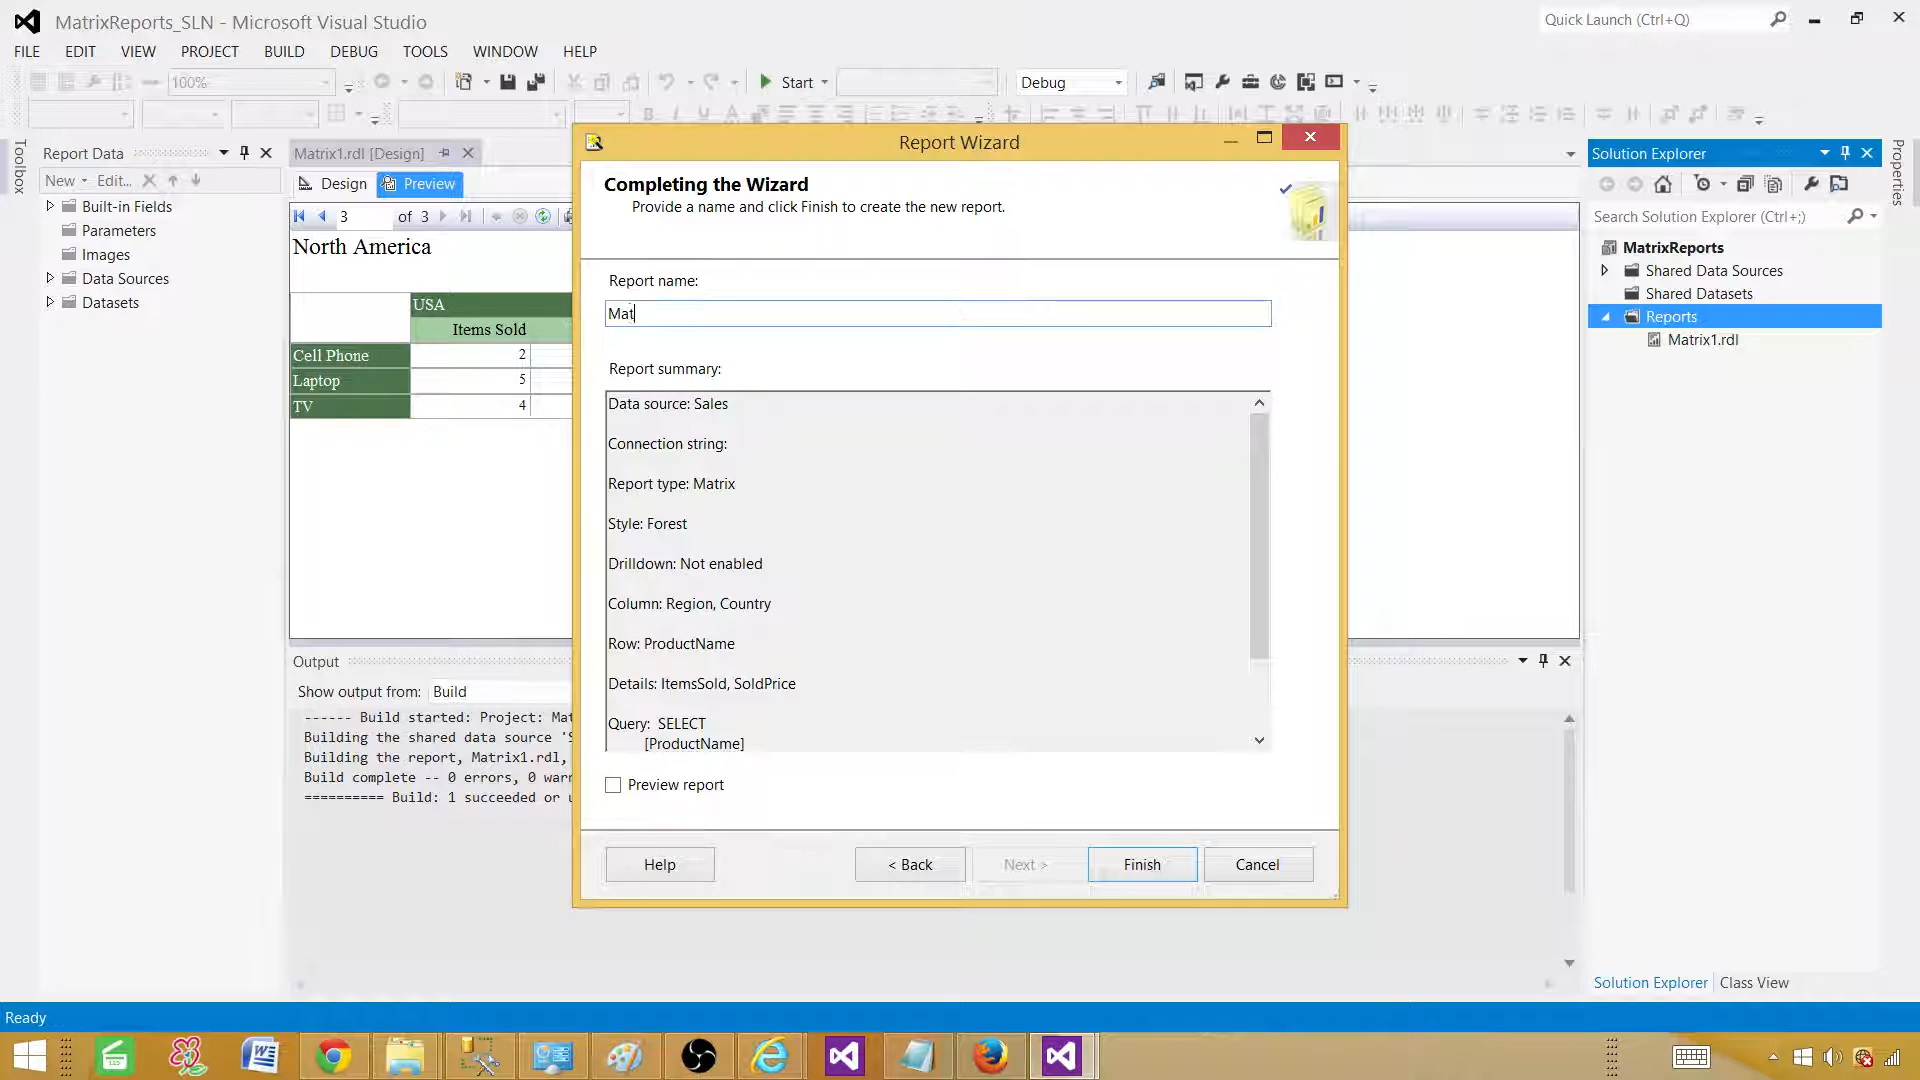 MatrixReports_SLN - Microsoft Visual Studio
Quick Launch (Ctrl+Q)
FILE EDIT VIEW PROJECT BUILD DEBUG TOOLS WINDOW HELP
100%
Start
Debug
Toolbox
Report Data
New Edit...
Built-in Fields
Parameters
Images
Data Sources
Datasets
Matrix1.rdl [Design]
Design Preview
3 of 3
North America
USA
Items Sold
Cell Phone 2
Laptop 5
TV 4
Output
Show output from: Build
------ Build started: Project: Mat
Building the shared data source 'S
Building the report, Matrix1.rdl,
Build complete -- 0 errors, 0 warn
========== Build: 1 succeeded or u
Report Wizard
Completing the Wizard
Provide a name and click Finish to create the new report.
Report name:
Mat
Report summary:
Data source: Sales
Connection string:
Report type: Matrix
Style: Forest
Drilldown: Not enabled
Column: Region, Country
Row: ProductName
Details: ItemsSold, SoldPrice
Query: SELECT
[ProductName]
Preview report
Help < Back Next > Finish Cancel
Solution Explorer
Search Solution Explorer (Ctrl+;)
MatrixReports
Shared Data Sources
Shared Datasets
Reports
Matrix1.rdl
Solution Explorer Class View
Properties
Ready